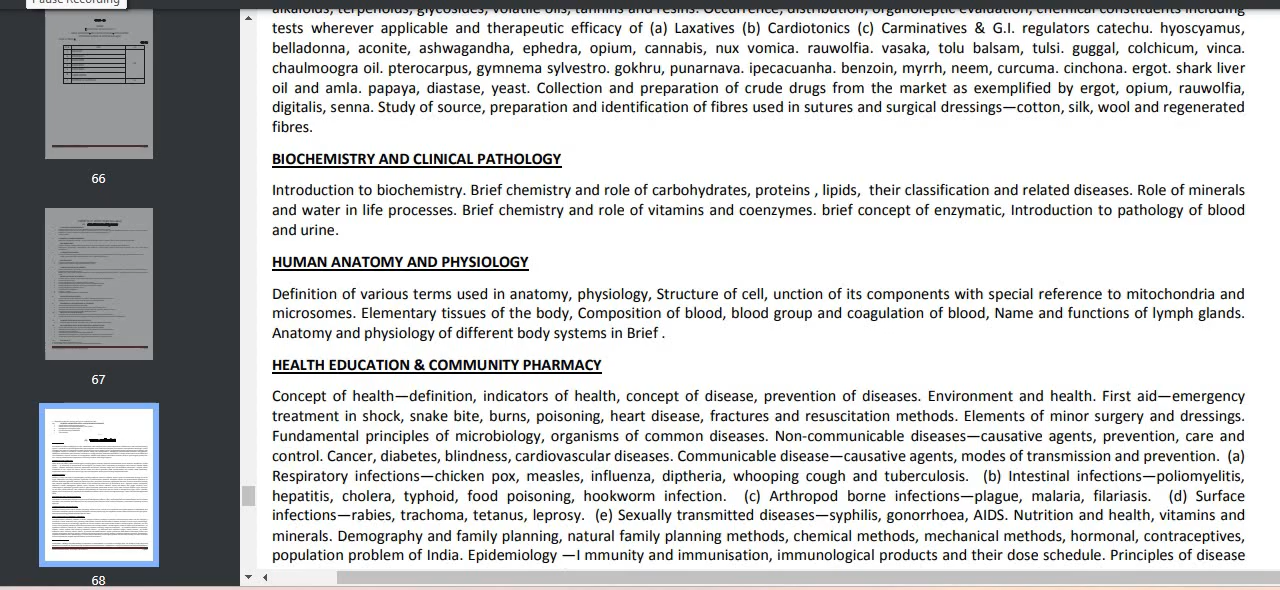 Pause Recording
alkaloids, terpenoids, glycosides, volatile oils, tannins and resins. Occurrence, distribution, organoleptic evaluation, chemical constituents including
tests wherever applicable and therapeutic efficacy of (a) Laxatives (b) Cardiotonics (c) Carminatives & G.I. regulators catechu. hyoscyamus,
belladonna, aconite, ashwagandha, ephedra, opium, cannabis, nux vomica. rauwolfia. vasaka, tolu balsam, tulsi. guggal, colchicum, vinca.
chaulmoogra oil. pterocarpus, gymnema sylvestro. gokhru, punarnava. ipecacuanha. benzoin, myrrh, neem, curcuma. cinchona. ergot. shark liver
oil and amla. papaya, diastase, yeast. Collection and preparation of crude drugs from the market as exemplified by ergot, opium, rauwolfia,
digitalis, senna. Study of source, preparation and identification of fibres used in sutures and surgical dressings—cotton, silk, wool and regenerated
fibres.
BIOCHEMISTRY AND CLINICAL PATHOLOGY
Introduction to biochemistry. Brief chemistry and role of carbohydrates, proteins , lipids,  their classification and related diseases. Role of minerals
and water in life processes. Brief chemistry and role of vitamins and coenzymes. brief concept of enzymatic, Introduction to pathology of blood
and urine.
HUMAN ANATOMY AND PHYSIOLOGY
Definition of various terms used in anatomy, physiology, Structure of cell, unction of its components with special reference to mitochondria and
microsomes. Elementary tissues of the body, Composition of blood, blood group and coagulation of blood, Name and functions of lymph glands.
Anatomy and physiology of different body systems in Brief .
HEALTH EDUCATION & COMMUNITY PHARMACY
Concept of health—definition, indicators of health, concept of disease, prevention of diseases. Environment and health. First aid—emergency
treatment in shock, snake bite, burns, poisoning, heart disease, fractures and resuscitation methods. Elements of minor surgery and dressings.
Fundamental principles of microbiology, organisms of common diseases. Non-communicable diseases—causative agents, prevention, care and
control. Cancer, diabetes, blindness, cardiovascular diseases. Communicable disease—causative agents, modes of transmission and prevention.  (a)
Respiratory infections—chicken pox, measles, influenza, diptheria, whooping cough and tuberculosis.  (b) Intestinal infections—poliomyelitis,
hepatitis, cholera, typhoid, food poisoning, hookworm infection.  (c) Arthropod borne infections—plague, malaria, filariasis.  (d) Surface
infections—rabies, trachoma, tetanus, leprosy.  (e) Sexually transmitted diseases—syphilis, gonorrhoea, AIDS. Nutrition and health, vitamins and
minerals. Demography and family planning, natural family planning methods, chemical methods, mechanical methods, hormonal, contraceptives,
population problem of India. Epidemiology —I mmunity and immunisation, immunological products and their dose schedule. Principles of disease
66
67
68